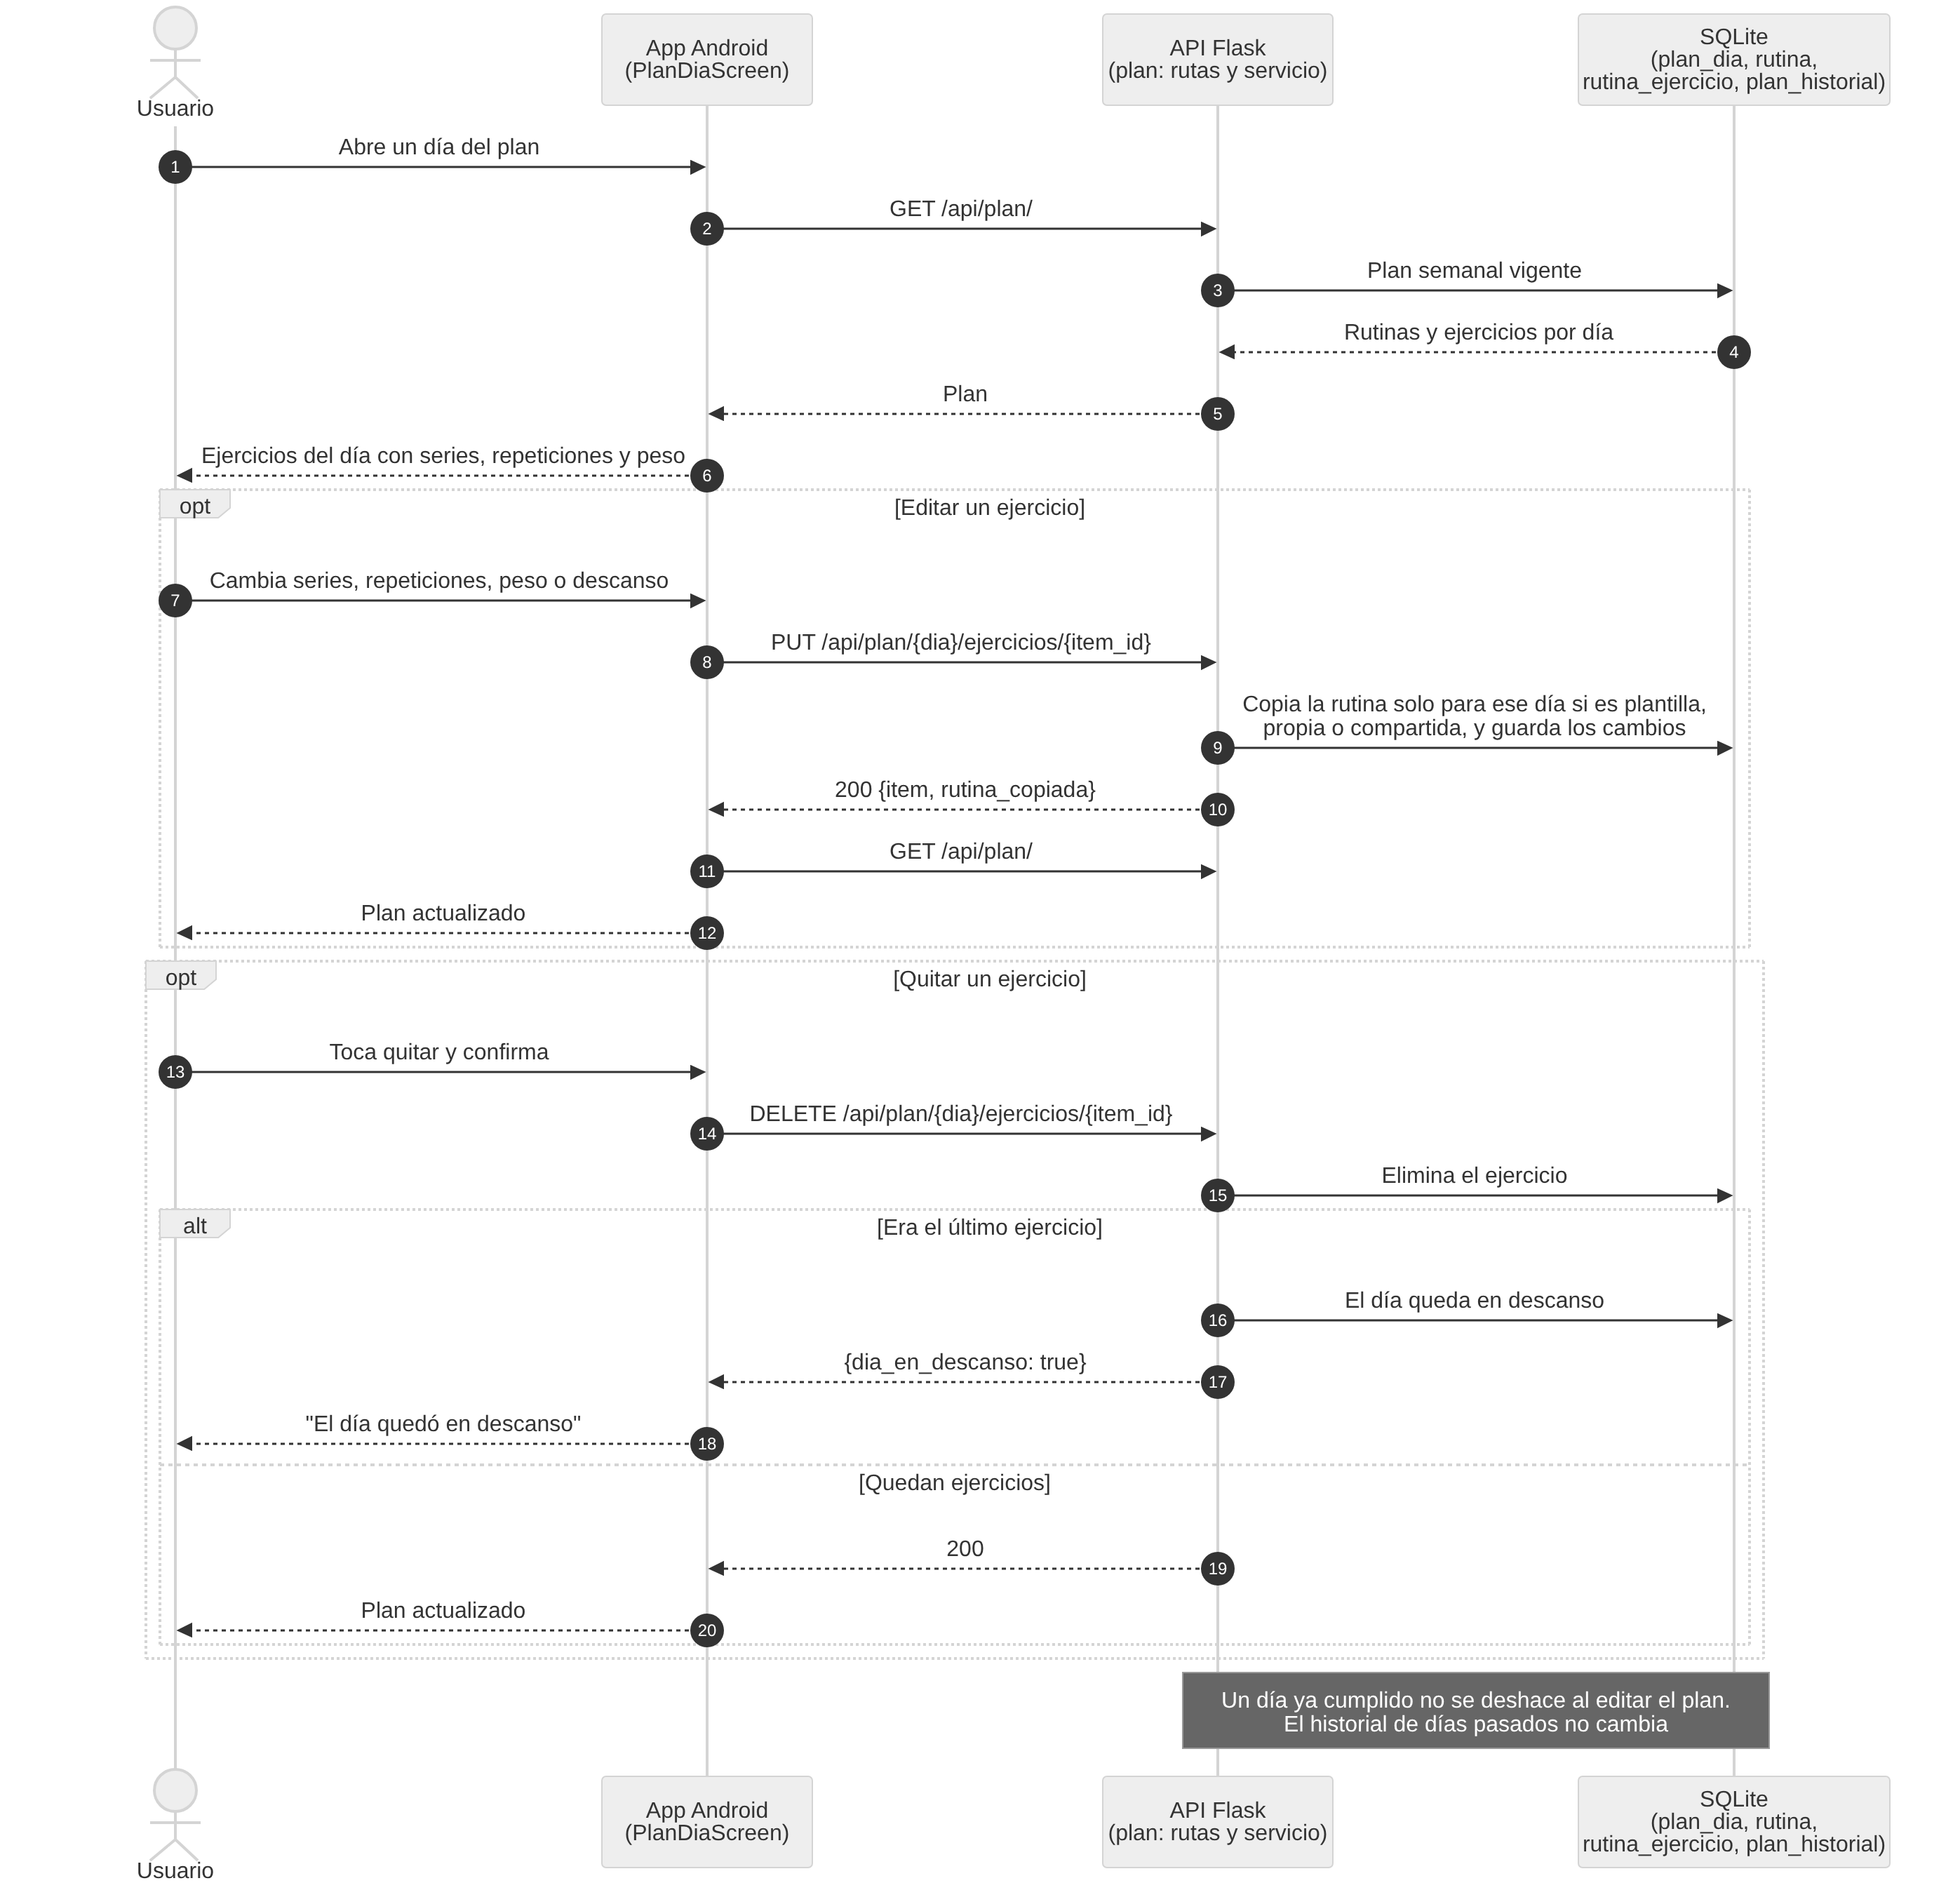 Usuario
App Android
(PlanDiaScreen)
API Flask
(plan: rutas y servicio)
SQLite
(plan_dia, rutina,
rutina_ejercicio, plan_historial)
Abre un día del plan
1
GET /api/plan/
2
Plan semanal vigente
3
Rutinas y ejercicios por día
4
Plan
5
Ejercicios del día con series, repeticiones y peso
6
opt
[Editar un ejercicio]
Cambia series, repeticiones, peso o descanso
7
PUT /api/plan/{dia}/ejercicios/{item_id}
8
Copia la rutina solo para ese día si es plantilla,
propia o compartida, y guarda los cambios
9
200 {item, rutina_copiada}
10
GET /api/plan/
11
Plan actualizado
12
opt
[Quitar un ejercicio]
Toca quitar y confirma
13
DELETE /api/plan/{dia}/ejercicios/{item_id}
14
Elimina el ejercicio
15
alt
[Era el último ejercicio]
El día queda en descanso
16
{dia_en_descanso: true}
17
"El día quedó en descanso"
18
[Quedan ejercicios]
200
19
Plan actualizado
20
Un día ya cumplido no se deshace al editar el plan.
El historial de días pasados no cambia
Usuario
App Android
(PlanDiaScreen)
API Flask
(plan: rutas y servicio)
SQLite
(plan_dia, rutina,
rutina_ejercicio, plan_historial)